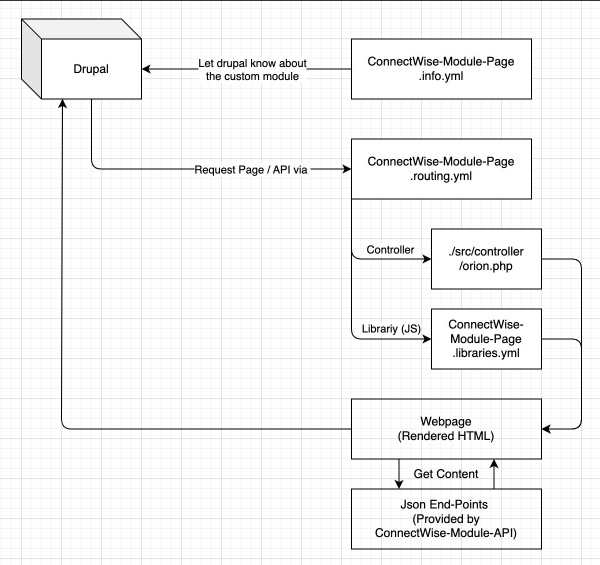 Drupal
Let drupal know about
the custom module
ConnectWise-Module-Page
.info.yml
Request Page / API via
ConnectWise-Module-Page
.routing.yml
Controller
./src/controller
/orion.php
Librariy (JS)
ConnectWise-
Module-Page
.libraries.yml
Webpage
(Rendered HTML)
Get Content
Json End-Points
(Provided by
ConnectWise-Module-API)